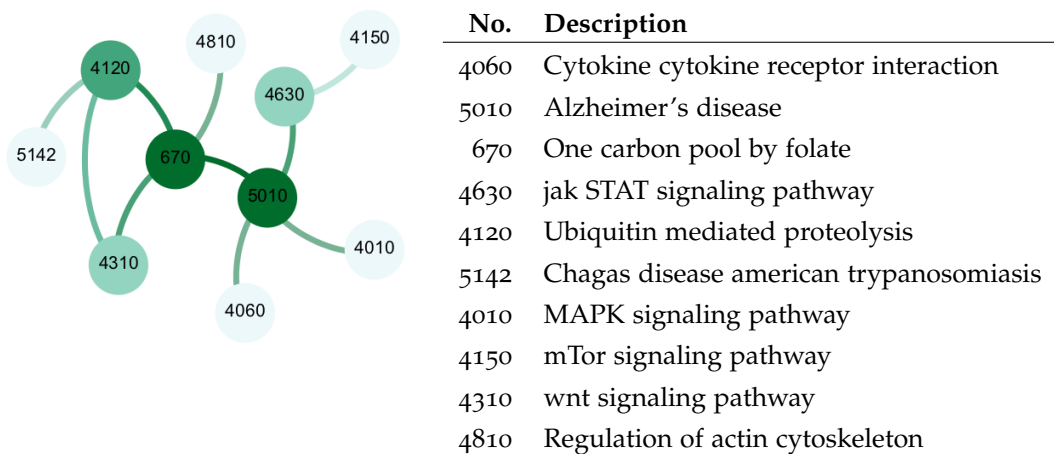 4810
4150
4120
4630
5142
670
5010
4010
4310
4060
No. Description
4060 Cytokine cytokine receptor interaction
5010 Alzheimer's disease
670 One carbon pool by folate
4630 jak STAT signaling pathway
4120 Ubiquitin mediated proteolysis
5142 Chagas disease american trypanosomiasis
4010 MAPK signaling pathway
4150 mTor signaling pathway
4310 wnt signaling pathway
4810 Regulation of actin cytoskeleton